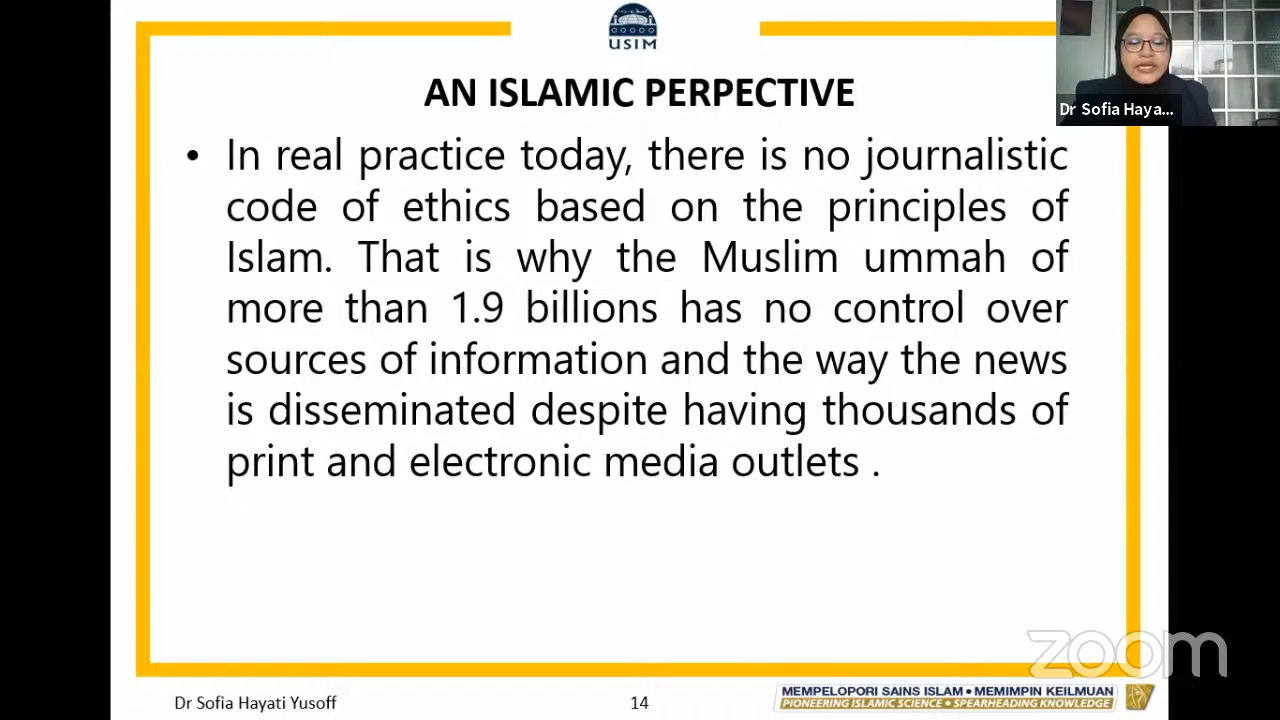 USIM
Dr Sofia Haya...
AN ISLAMIC PERPECTIVE
• In real practice today, there is no journalistic
code of ethics based on the principles of
Islam. That is why the Muslim ummah of
more than 1.9 billions has no control over
sources of information and the way the news
is disseminated despite having thousands of
print and electronic media outlets .
zoom
Dr Sofia Hayati Yusoff
14
MEMPELOPORI SAINS ISLAM • MEMIMPIN KEILMUAN
PIONEERING ISLAMIC SCIENCE • SPEARHEADING KNOWLEDGE